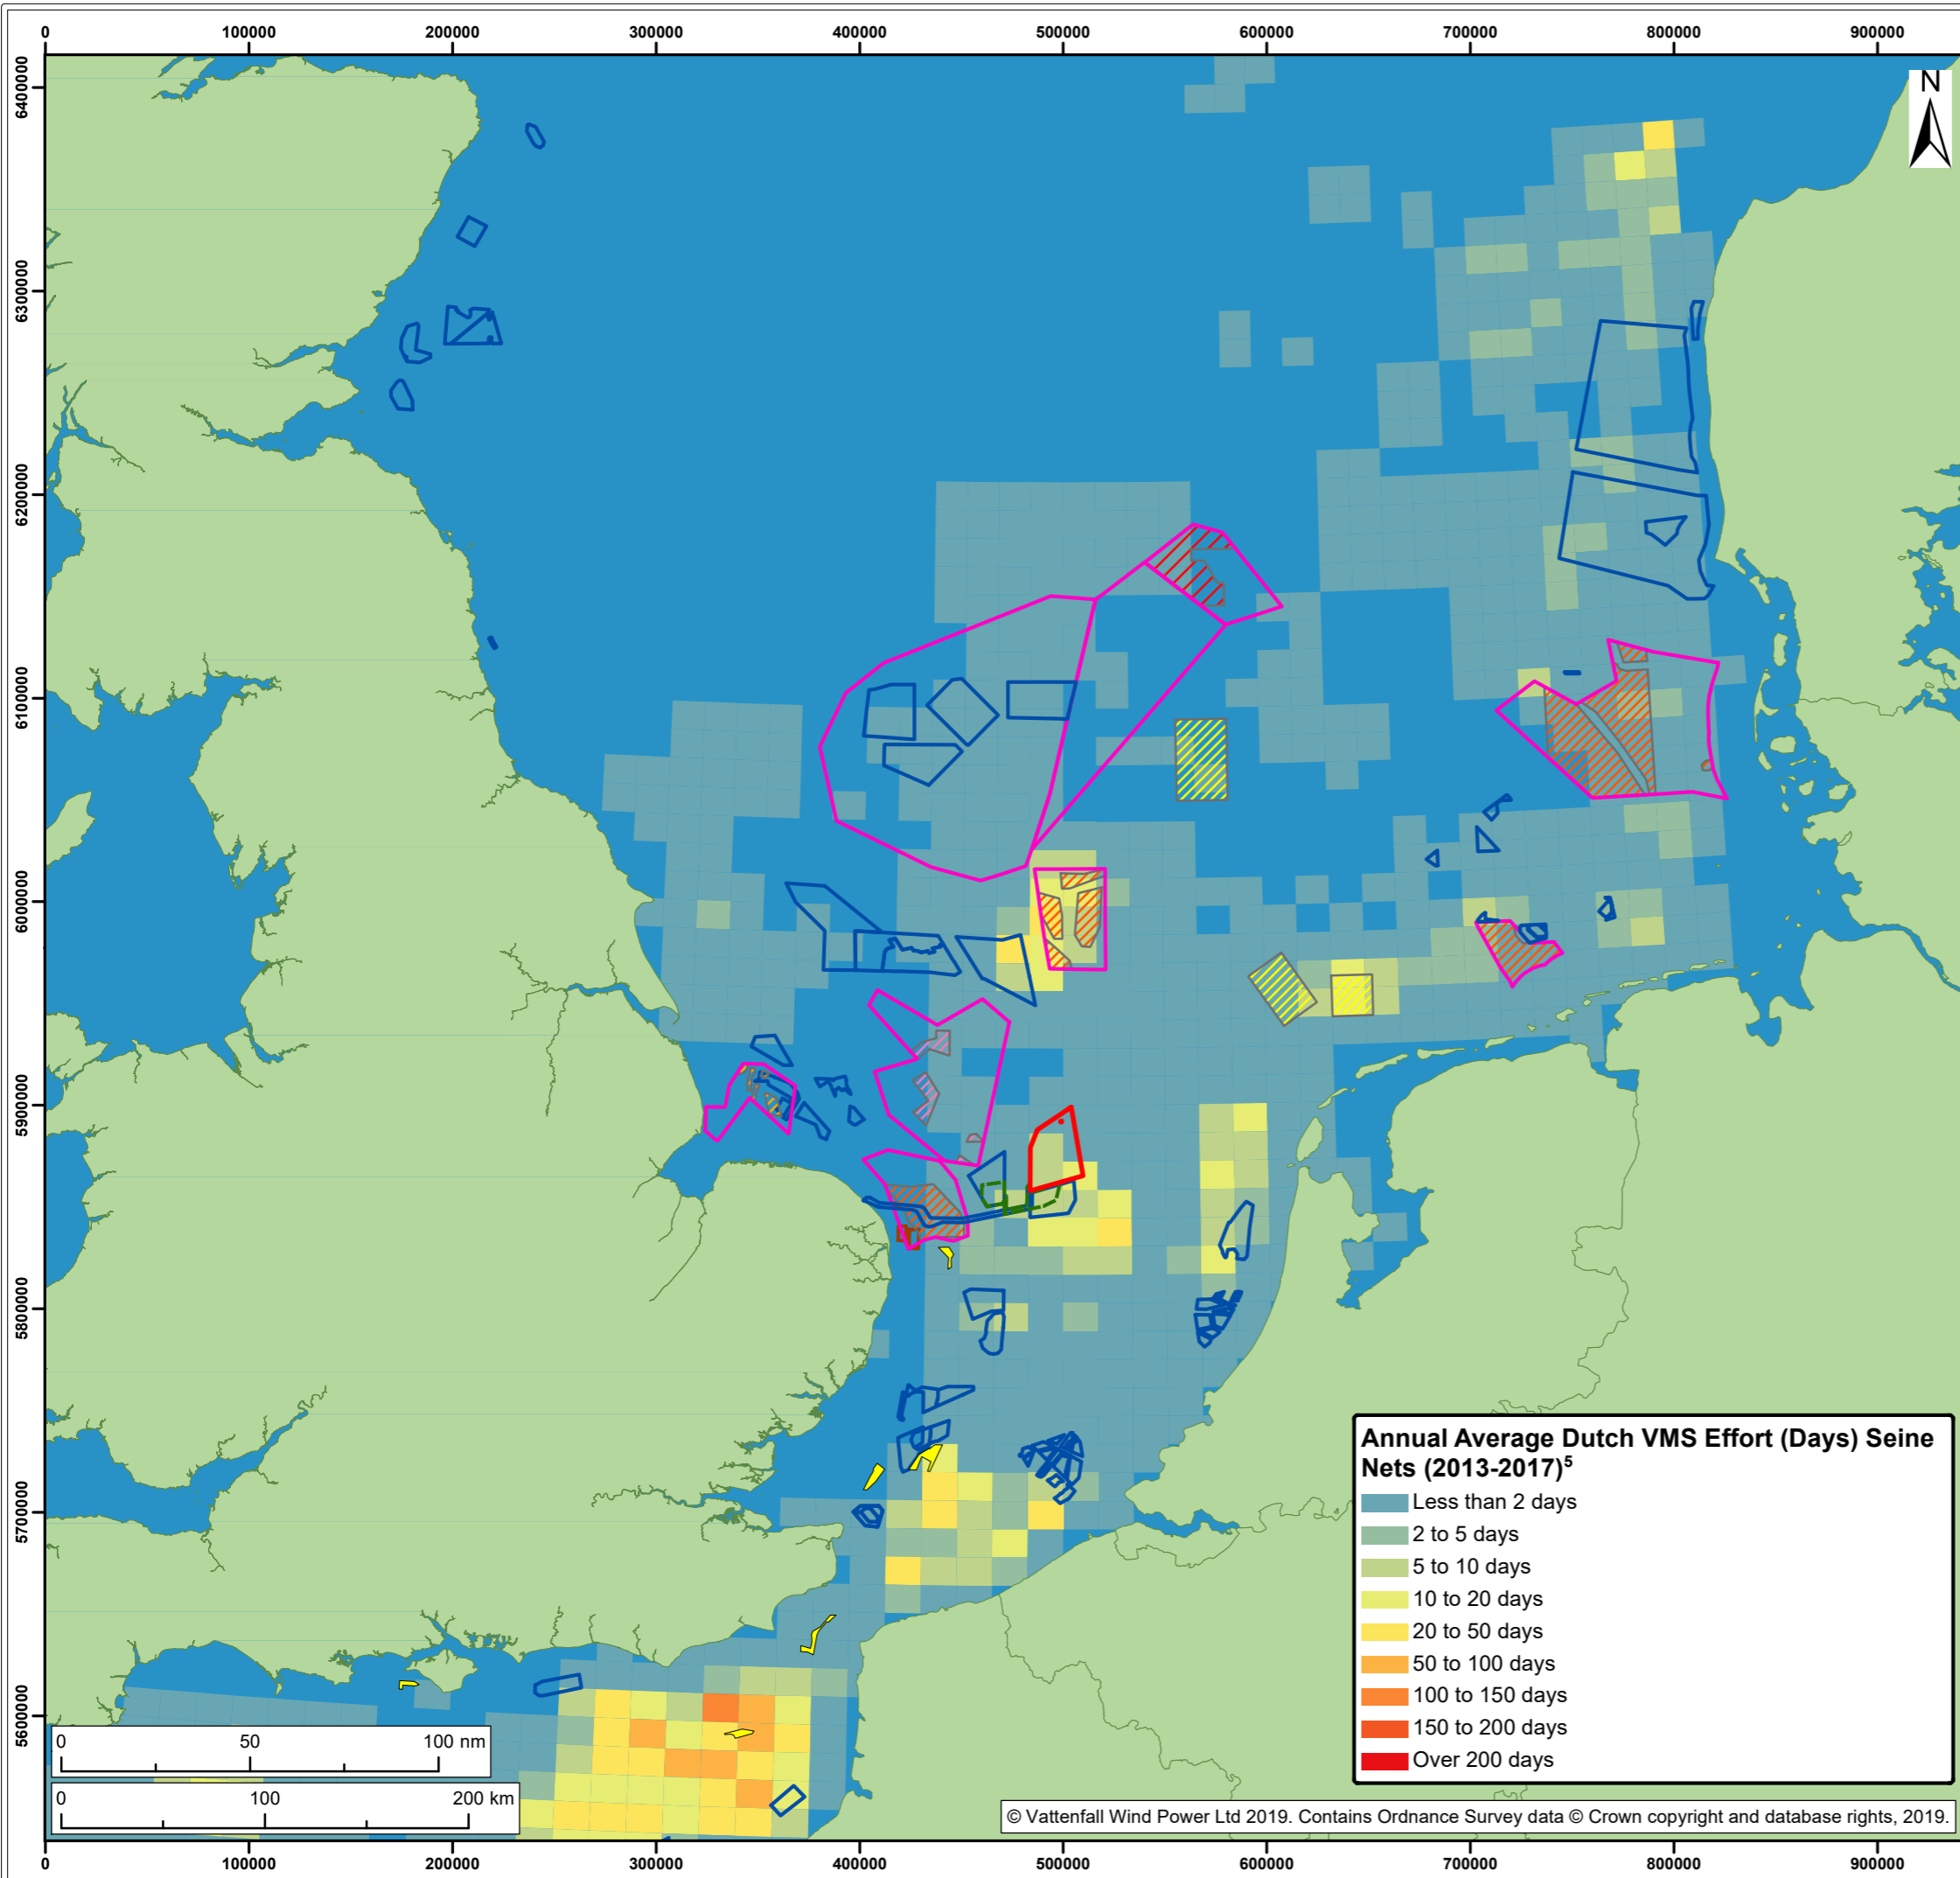 0 100000 200000 300000 400000 500000 600000 700000 800000 900000
N
6400000
6300000
6200000
6100000
6000000
5900000
5800000
5700000
5600000
Annual Average Dutch VMS Effort (Days) Seine
Nets (2013-2017)⁵
Less than 2 days
2 to 5 days
5 to 10 days
10 to 20 days
20 to 50 days
50 to 100 days
100 to 150 days
150 to 200 days
Over 200 days
0 50 100 nm
0 100 200 km
© Vattenfall Wind Power Ltd 2019. Contains Ordnance Survey data © Crown copyright and database rights, 2019.
0 100000 200000 300000 400000 500000 600000 700000 800000 900000